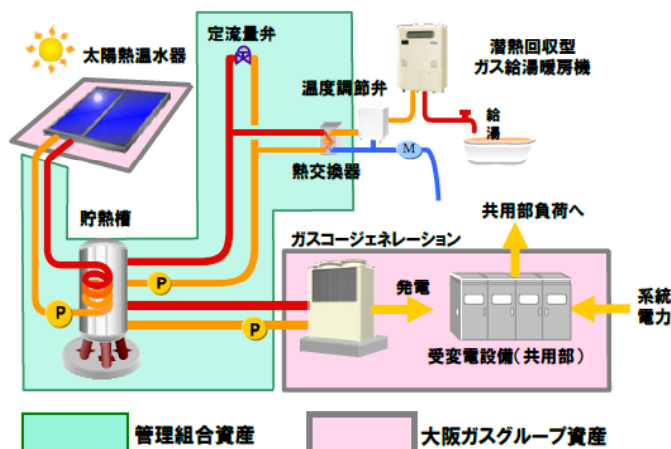 定流量弁
太陽熱温水器
潜熱回収型
ガス給湯暖房機
温度調節弁
給
湯
M
熱交換器
貯熱槽
共用部負荷へ
ガスコージェネレーション
P
発電
P
P
系統
電力
受変電設備(共用部)
管理組合資産
大阪ガスグループ資産